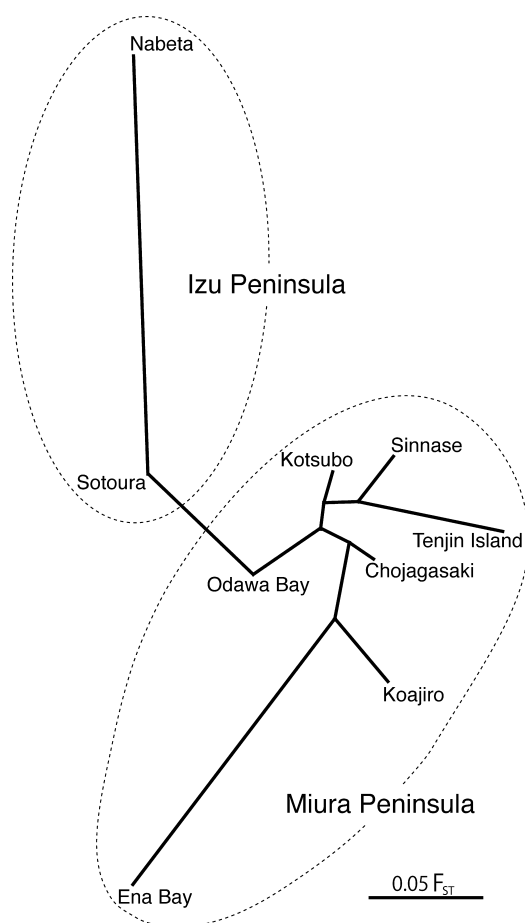 Nabeta
Izu Peninsula
Sinnase
Kotsubo
Sotoura
Tenjin Island
Chojagasaki
Odawa Bay
Koajiro
Miura Peninsula
0.05 FST
Ena Bay